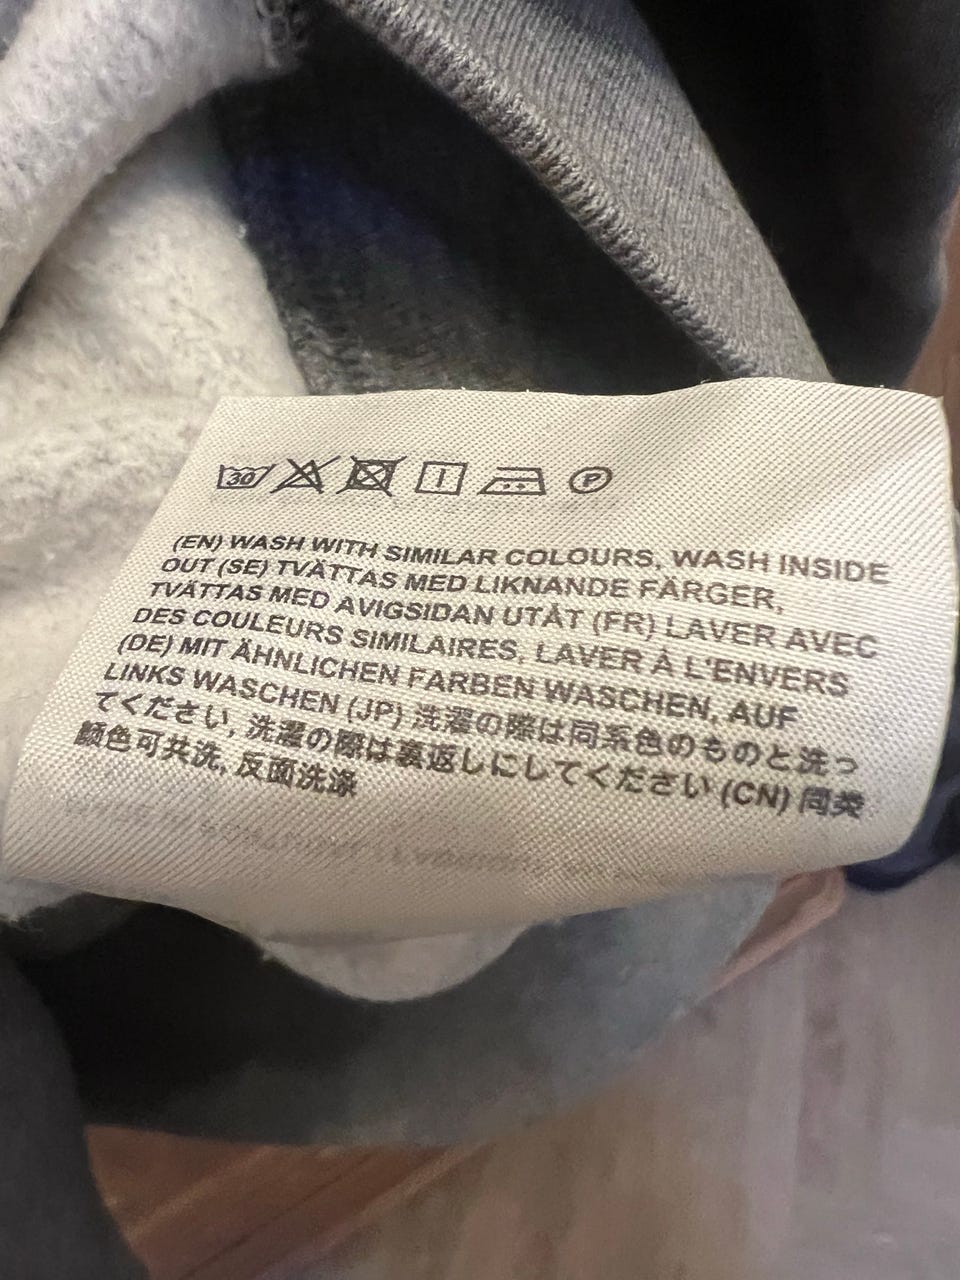 30 P
(EN) WASH WITH SIMILAR COLOURS, WASH INSIDE
OUT (SE) TVÄTTAS MED LIKNANDE FÄRGER,
TVÄTTAS MED AVIGSIDAN UTÅT (FR) LAVER AVEC
DES COULEURS SIMILAIRES, LAVER À L'ENVERS
(DE) MIT ÄHNLICHEN FARBEN WASCHEN, AUF
LINKS WASCHEN (JP) 洗濯の際は同系色のものと洗っ
てください, 洗濯の際は裏返しにしてください (CN) 同类
颜色可共洗, 反面洗涤